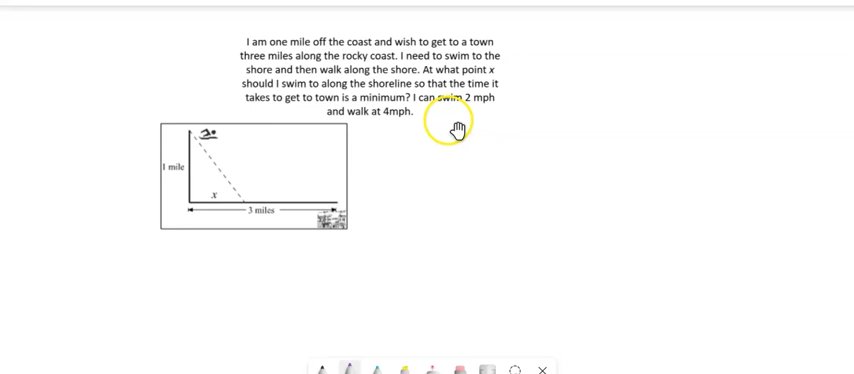 I am one mile off the coast and wish to get to a town
three miles along the rocky coast. I need to swim to the
shore and then walk along the shore. At what point x
should I swim to along the shoreline so that the time it
takes to get to town is a minimum? I can swim 2 mph
and walk at 4mph.
1 mile
x
3 miles